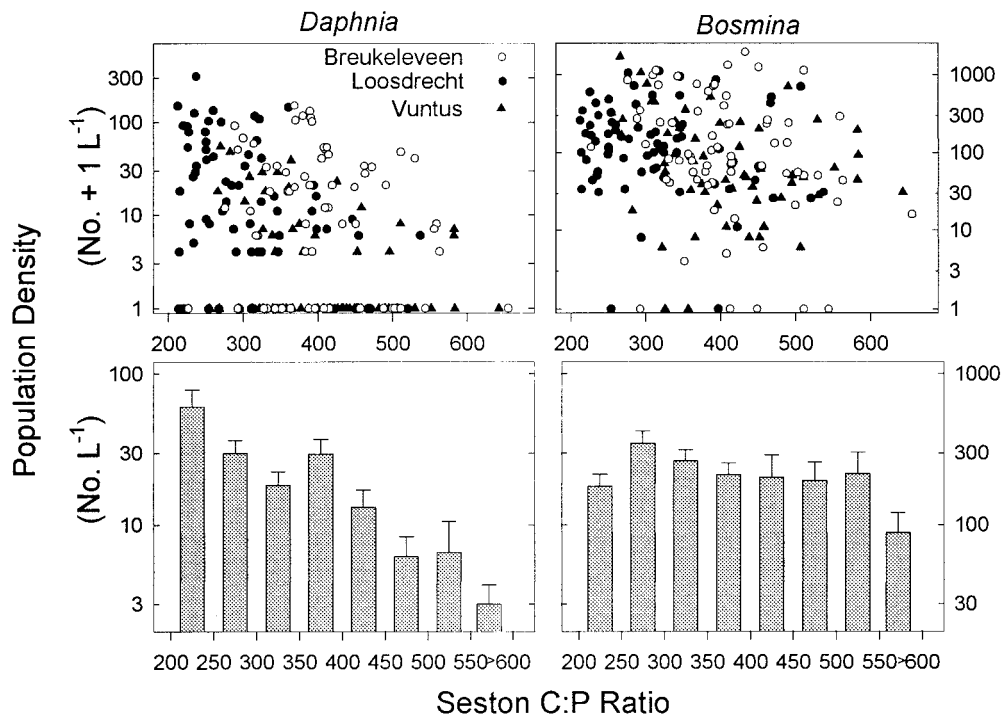 Daphnia
Bosmina
Breukeleveen ○
Loosdrecht ●
Vuntus ▲
300
100
30
10
3
1
1000
300
100
30
10
3
1
200 300 400 500 600
200 300 400 500 600
Population Density
(No. + 1 L⁻¹)
(No. L⁻¹)
100
30
10
3
1000
300
100
30
200 250 300 350 400 450 500 550 >600
200 250 300 350 400 450 500 550 >600
Seston C:P Ratio